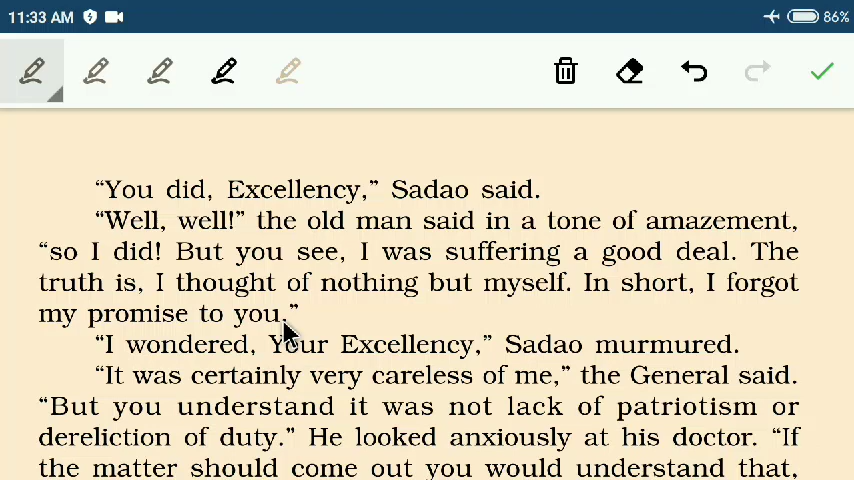 11:33 AM 86%
“You did, Excellency,” Sadao said.
“Well, well!” the old man said in a tone of amazement,
“so I did! But you see, I was suffering a good deal. The
truth is, I thought of nothing but myself. In short, I forgot
my promise to you.”
“I wondered, Your Excellency,” Sadao murmured.
“It was certainly very careless of me,” the General said.
“But you understand it was not lack of patriotism or
dereliction of duty.” He looked anxiously at his doctor. “If
the matter should come out you would understand that,